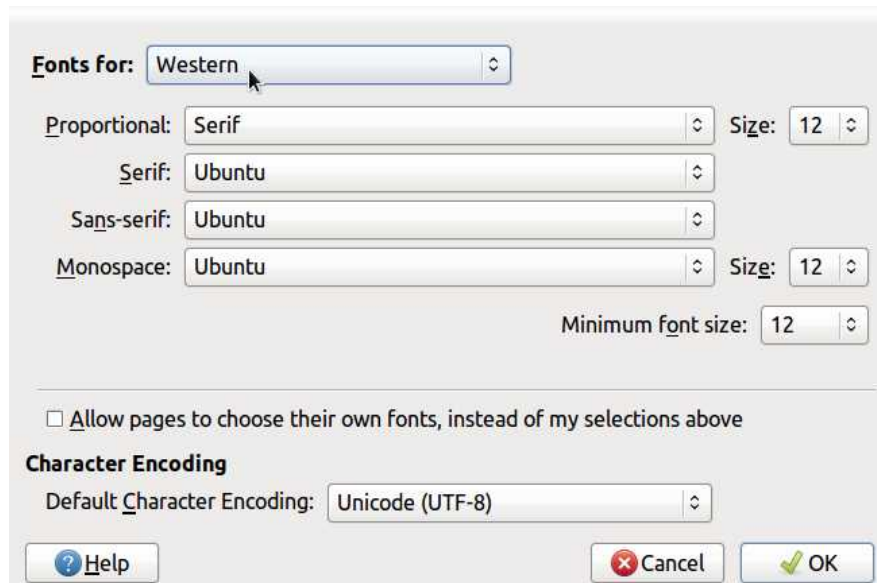 Fonts for: Western
Proportional: Serif Size: 12
Serif: Ubuntu
Sans-serif: Ubuntu
Monospace: Ubuntu Size: 12
Minimum font size: 12
Allow pages to choose their own fonts, instead of my selections above
Character Encoding
Default Character Encoding: Unicode (UTF-8)
Help Cancel OK